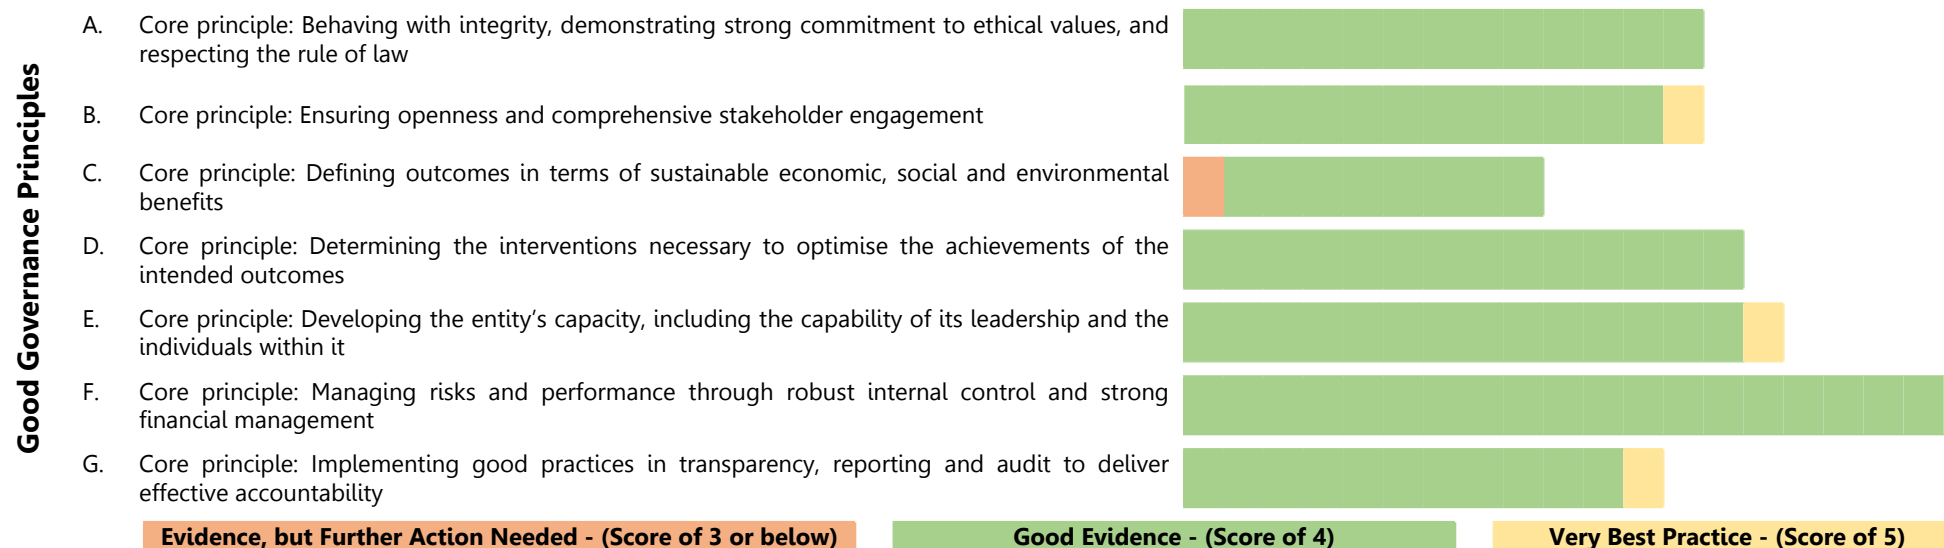 Good Governance Principles
A. Core principle: Behaving with integrity, demonstrating strong commitment to ethical values, and
respecting the rule of law
B. Core principle: Ensuring openness and comprehensive stakeholder engagement
C. Core principle: Defining outcomes in terms of sustainable economic, social and environmental
benefits
D. Core principle: Determining the interventions necessary to optimise the achievements of the
intended outcomes
E. Core principle: Developing the entity’s capacity, including the capability of its leadership and the
individuals within it
F. Core principle: Managing risks and performance through robust internal control and strong
financial management
G. Core principle: Implementing good practices in transparency, reporting and audit to deliver
effective accountability
Evidence, but Further Action Needed - (Score of 3 or below)
Good Evidence - (Score of 4)
Very Best Practice - (Score of 5)